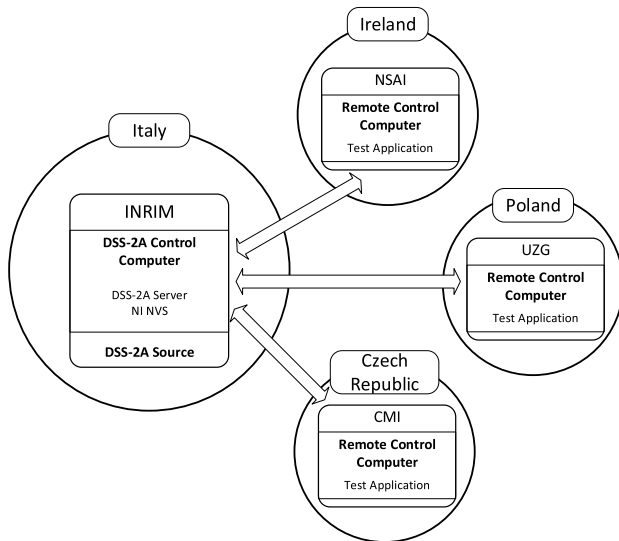 Ireland
NSAI
Remote Control
Computer
Test Application
Italy
INRIM
DSS-2A Control
Computer
DSS-2A Server
NI NVS
DSS-2A Source
Poland
UZG
Remote Control
Computer
Test Application
Czech
Republic
CMI
Remote Control
Computer
Test Application